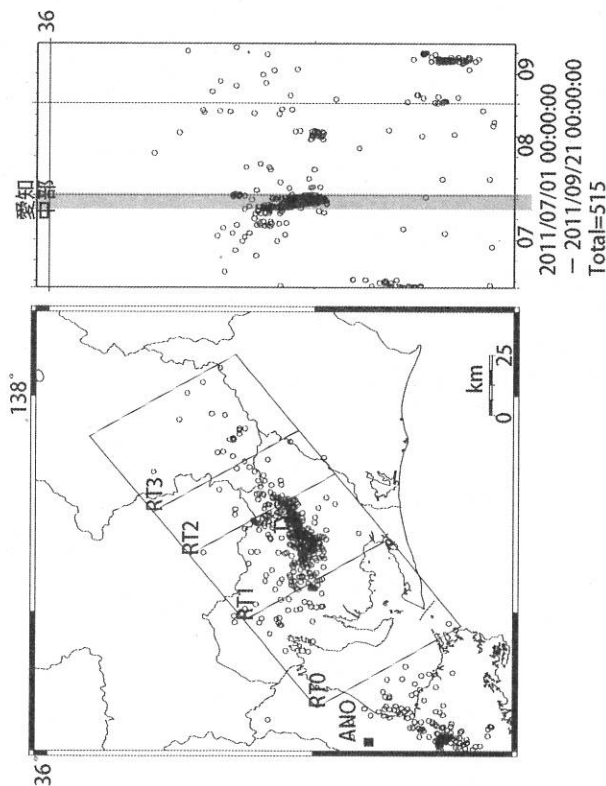 36°
138°
RT3
RT2
RT1
RT0
ANO
km
0 25
36
愛知
中部
07 08 09
2011/07/01 00:00:00
− 2011/09/21 00:00:00
Total=515